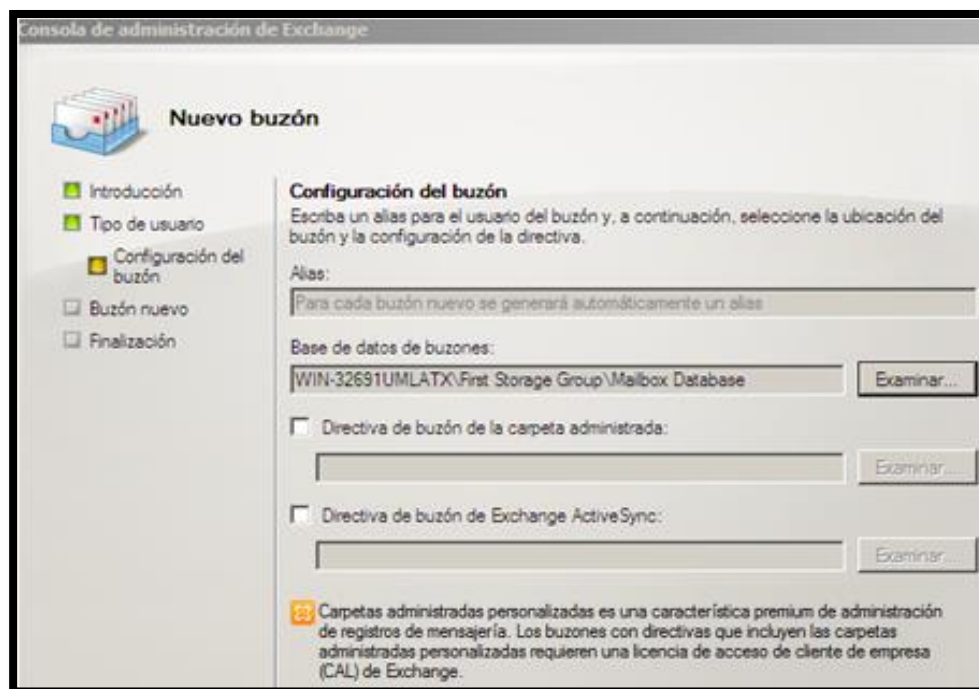 Consola de administración de Exchange
Nuevo buzón
Introducción
Tipo de usuario
Configuración del
buzón
Buzón nuevo
Finalización
Configuración del buzón
Escriba un alias para el usuario del buzón y, a continuación, seleccione la ubicación del
buzón y la configuración de la directiva.
Alias:
Para cada buzón nuevo se generará automáticamente un alias
Base de datos de buzones:
WIN-32691UMLATX\First Storage Group\Mailbox Database
Examinar...
Directiva de buzón de la carpeta administrada:
Examinar...
Directiva de buzón de Exchange ActiveSync:
Examinar...
Carpetas administradas personalizadas es una característica premium de administración
de registros de mensajería. Los buzones con directivas que incluyen las carpetas
administradas personalizadas requieren una licencia de acceso de cliente de empresa
(CAL) de Exchange.